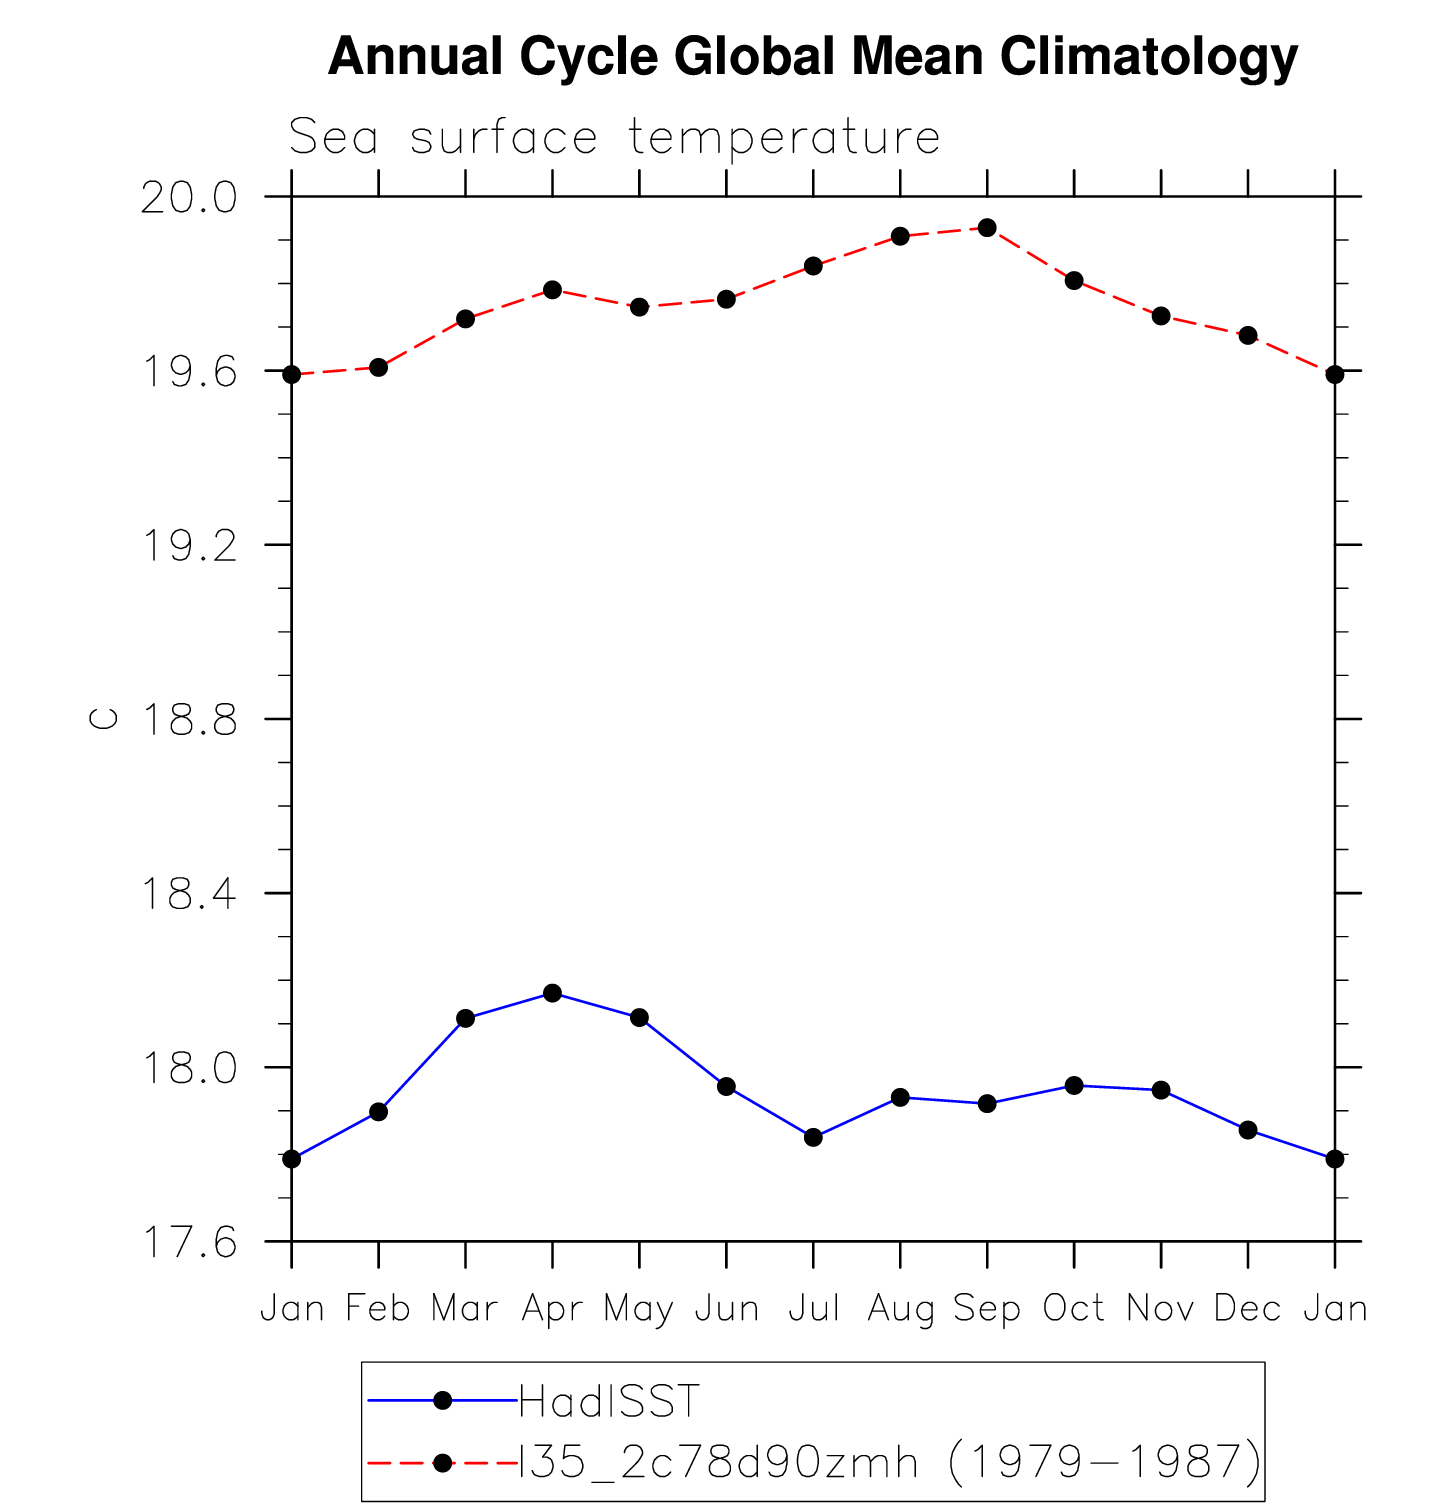 Annual Cycle Global Mean Climatology
Sea surface temperature
20.0
19.6
19.2
18.8
18.4
18.0
17.6
C
Jan Feb Mar Apr May Jun Jul Aug Sep Oct Nov Dec Jan
HadISST
I35_2c78d90zmh (1979-1987)